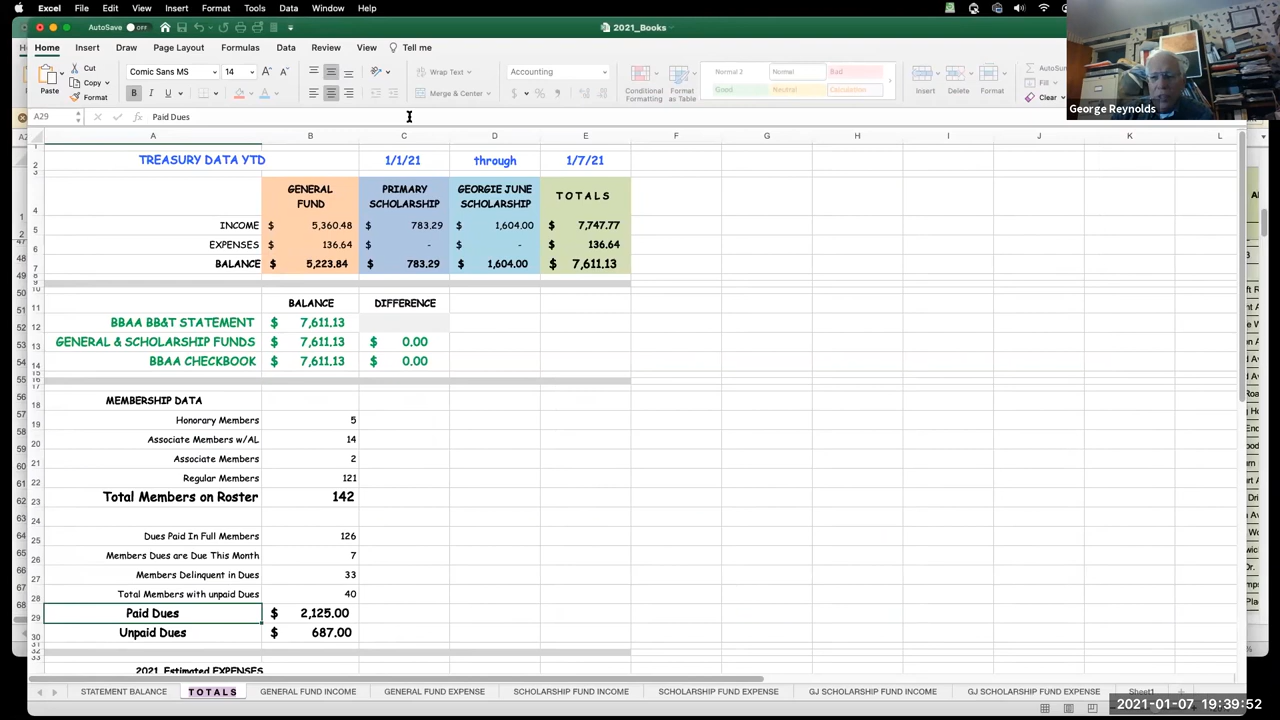 Excel File Edit View Insert Format Tools Data Window Help
AutoSave OFF 2021_Books
Home Insert Draw Page Layout Formulas Data Review View Tell me
Paste Cut Copy Format
Comic Sans MS 14
Wrap Text Merge & Center
Accounting
Conditional Formatting Format as Table
Normal 2 Normal Bad
Good Neutral Calculation
Insert Delete Format
AutoSu
Clear
George Reynolds
A29 Paid Dues
A B C D E F G H I J K L
TREASURY DATA YTD 1/1/21 through 1/7/21
GENERAL FUND PRIMARY SCHOLARSHIP GEORGIE JUNE SCHOLARSHIP TOTALS
INCOME $ 5,360.48 $ 783.29 $ 1,604.00 $ 7,747.77
EXPENSES $ 136.64 $ - $ - $ 136.64
BALANCE $ 5,223.84 $ 783.29 $ 1,604.00 $ 7,611.13
BALANCE DIFFERENCE
BBAA BB&T STATEMENT $ 7,611.13
GENERAL & SCHOLARSHIP FUNDS $ 7,611.13 $ 0.00
BBAA CHECKBOOK $ 7,611.13 $ 0.00
MEMBERSHIP DATA
Honorary Members 5
Associate Members w/AL 14
Associate Members 2
Regular Members 121
Total Members on Roster 142
Dues Paid In Full Members 126
Members Dues are Due This Month 7
Members Delinquent in Dues 33
Total Members with unpaid Dues 40
Paid Dues $ 2,125.00
Unpaid Dues $ 687.00
2021 Estimated EXPENSES
STATEMENT BALANCE TOTALS GENERAL FUND INCOME GENERAL FUND EXPENSE SCHOLARSHIP FUND INCOME SCHOLARSHIP FUND EXPENSE GJ SCHOLARSHIP FUND INCOME GJ SCHOLARSHIP FUND EXPENSE Sheet1
2021-01-07 19:39:52